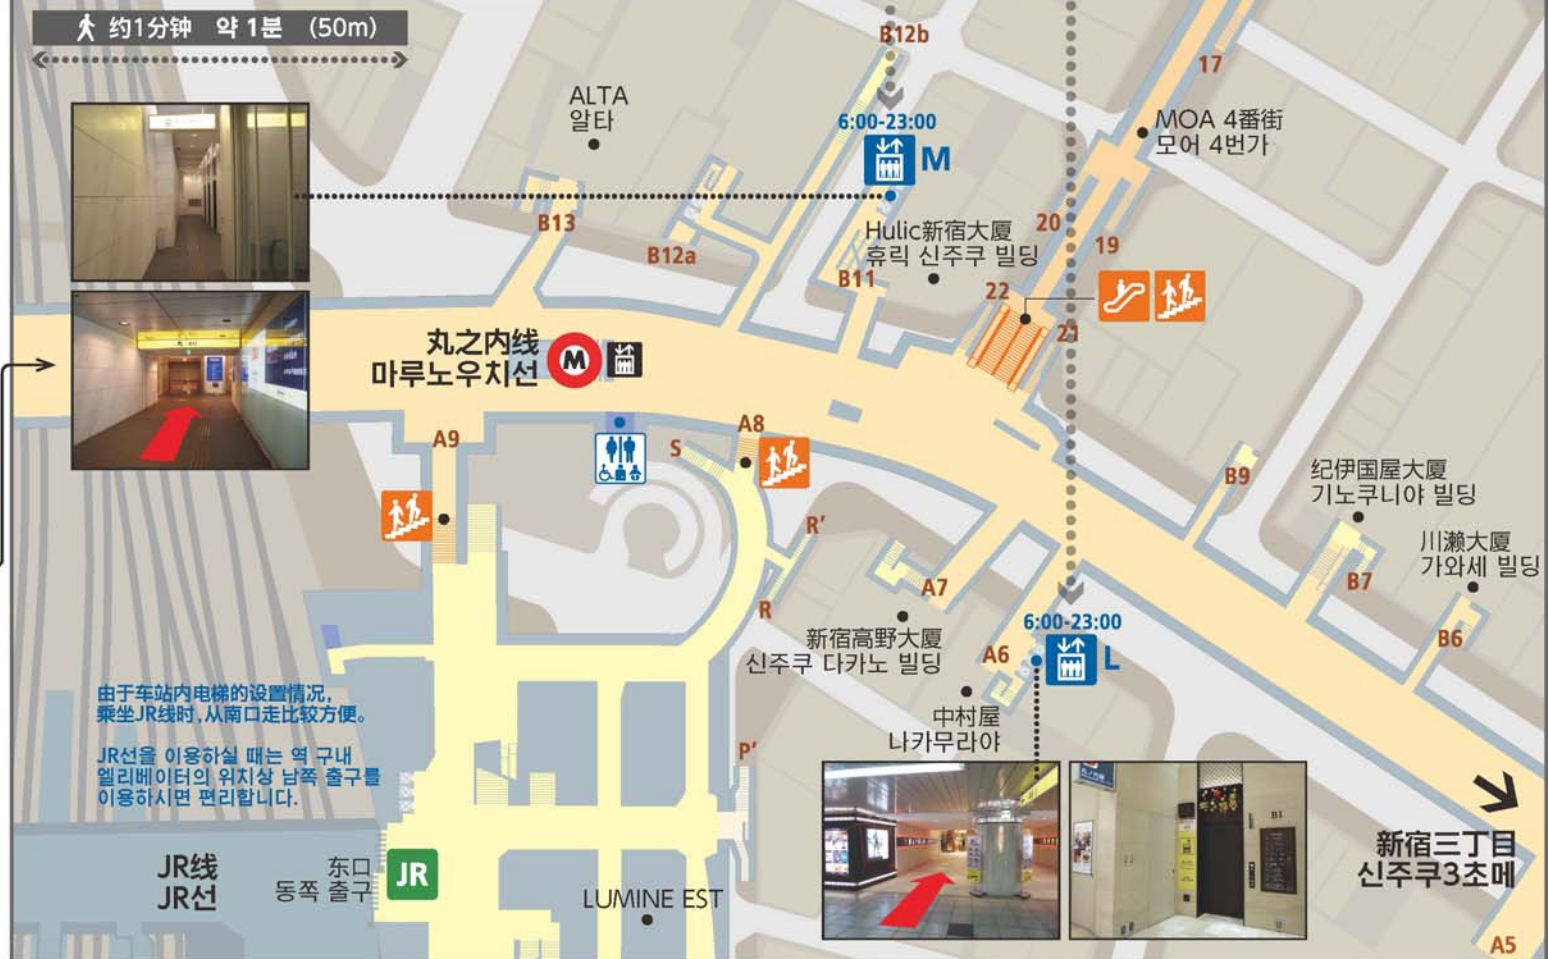 约1分钟 약 1분 (50m)
B12b
17
ALTA
알타
6:00-23:00
M
MOA 4番街
모어 4번가
B13
B12a
Hulic新宿大厦
휴릭 신주쿠 빌딩
B11
20
19
22
21
丸之内线
마루노우치선
M
A9
S
A8
B9
纪伊国屋大厦
기노쿠니야 빌딩
川濑大厦
가와세 빌딩
R'
R
A7
B7
B6
新宿高野大厦
신주쿠 다카노 빌딩
6:00-23:00
L
A6
中村屋
나카무라야
由于车站内电梯的设置情况，
乘坐JR线时，从南口走比较方便。
JR선을 이용하실 때는 역 구내
엘리베이터의 위치상 남쪽 출구를
이용하시면 편리합니다.
P'
B1
JR线
JR선
东口
동쪽 출구
JR
LUMINE EST
新宿三丁目
신주쿠3초메
A5